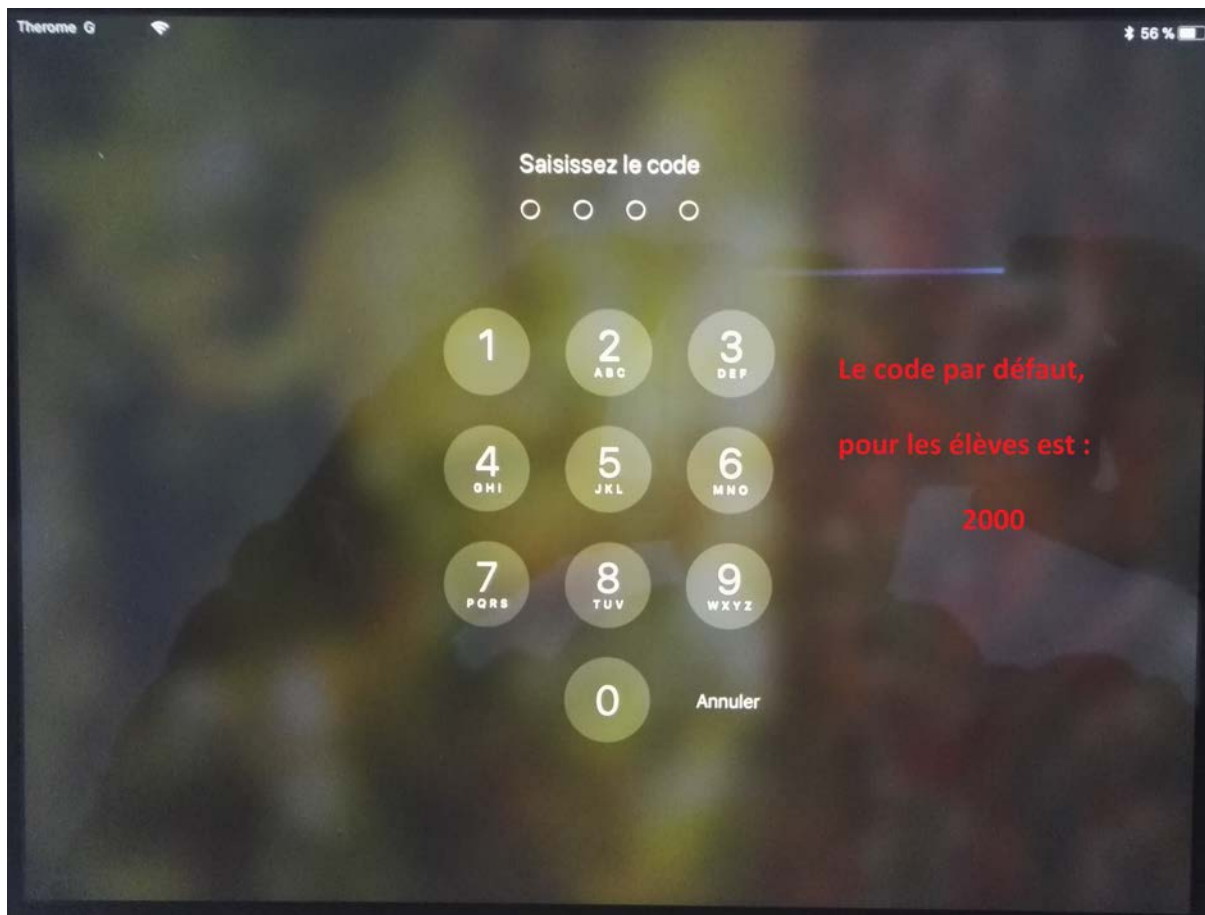 Therome G
56 %
Saisissez le code
1
2
ABC
3
DEF
4
GHI
5
JKL
6
MNO
7
PQRS
8
TUV
9
WXYZ
0
Annuler
Le code par défaut,
pour les élèves est :
2000